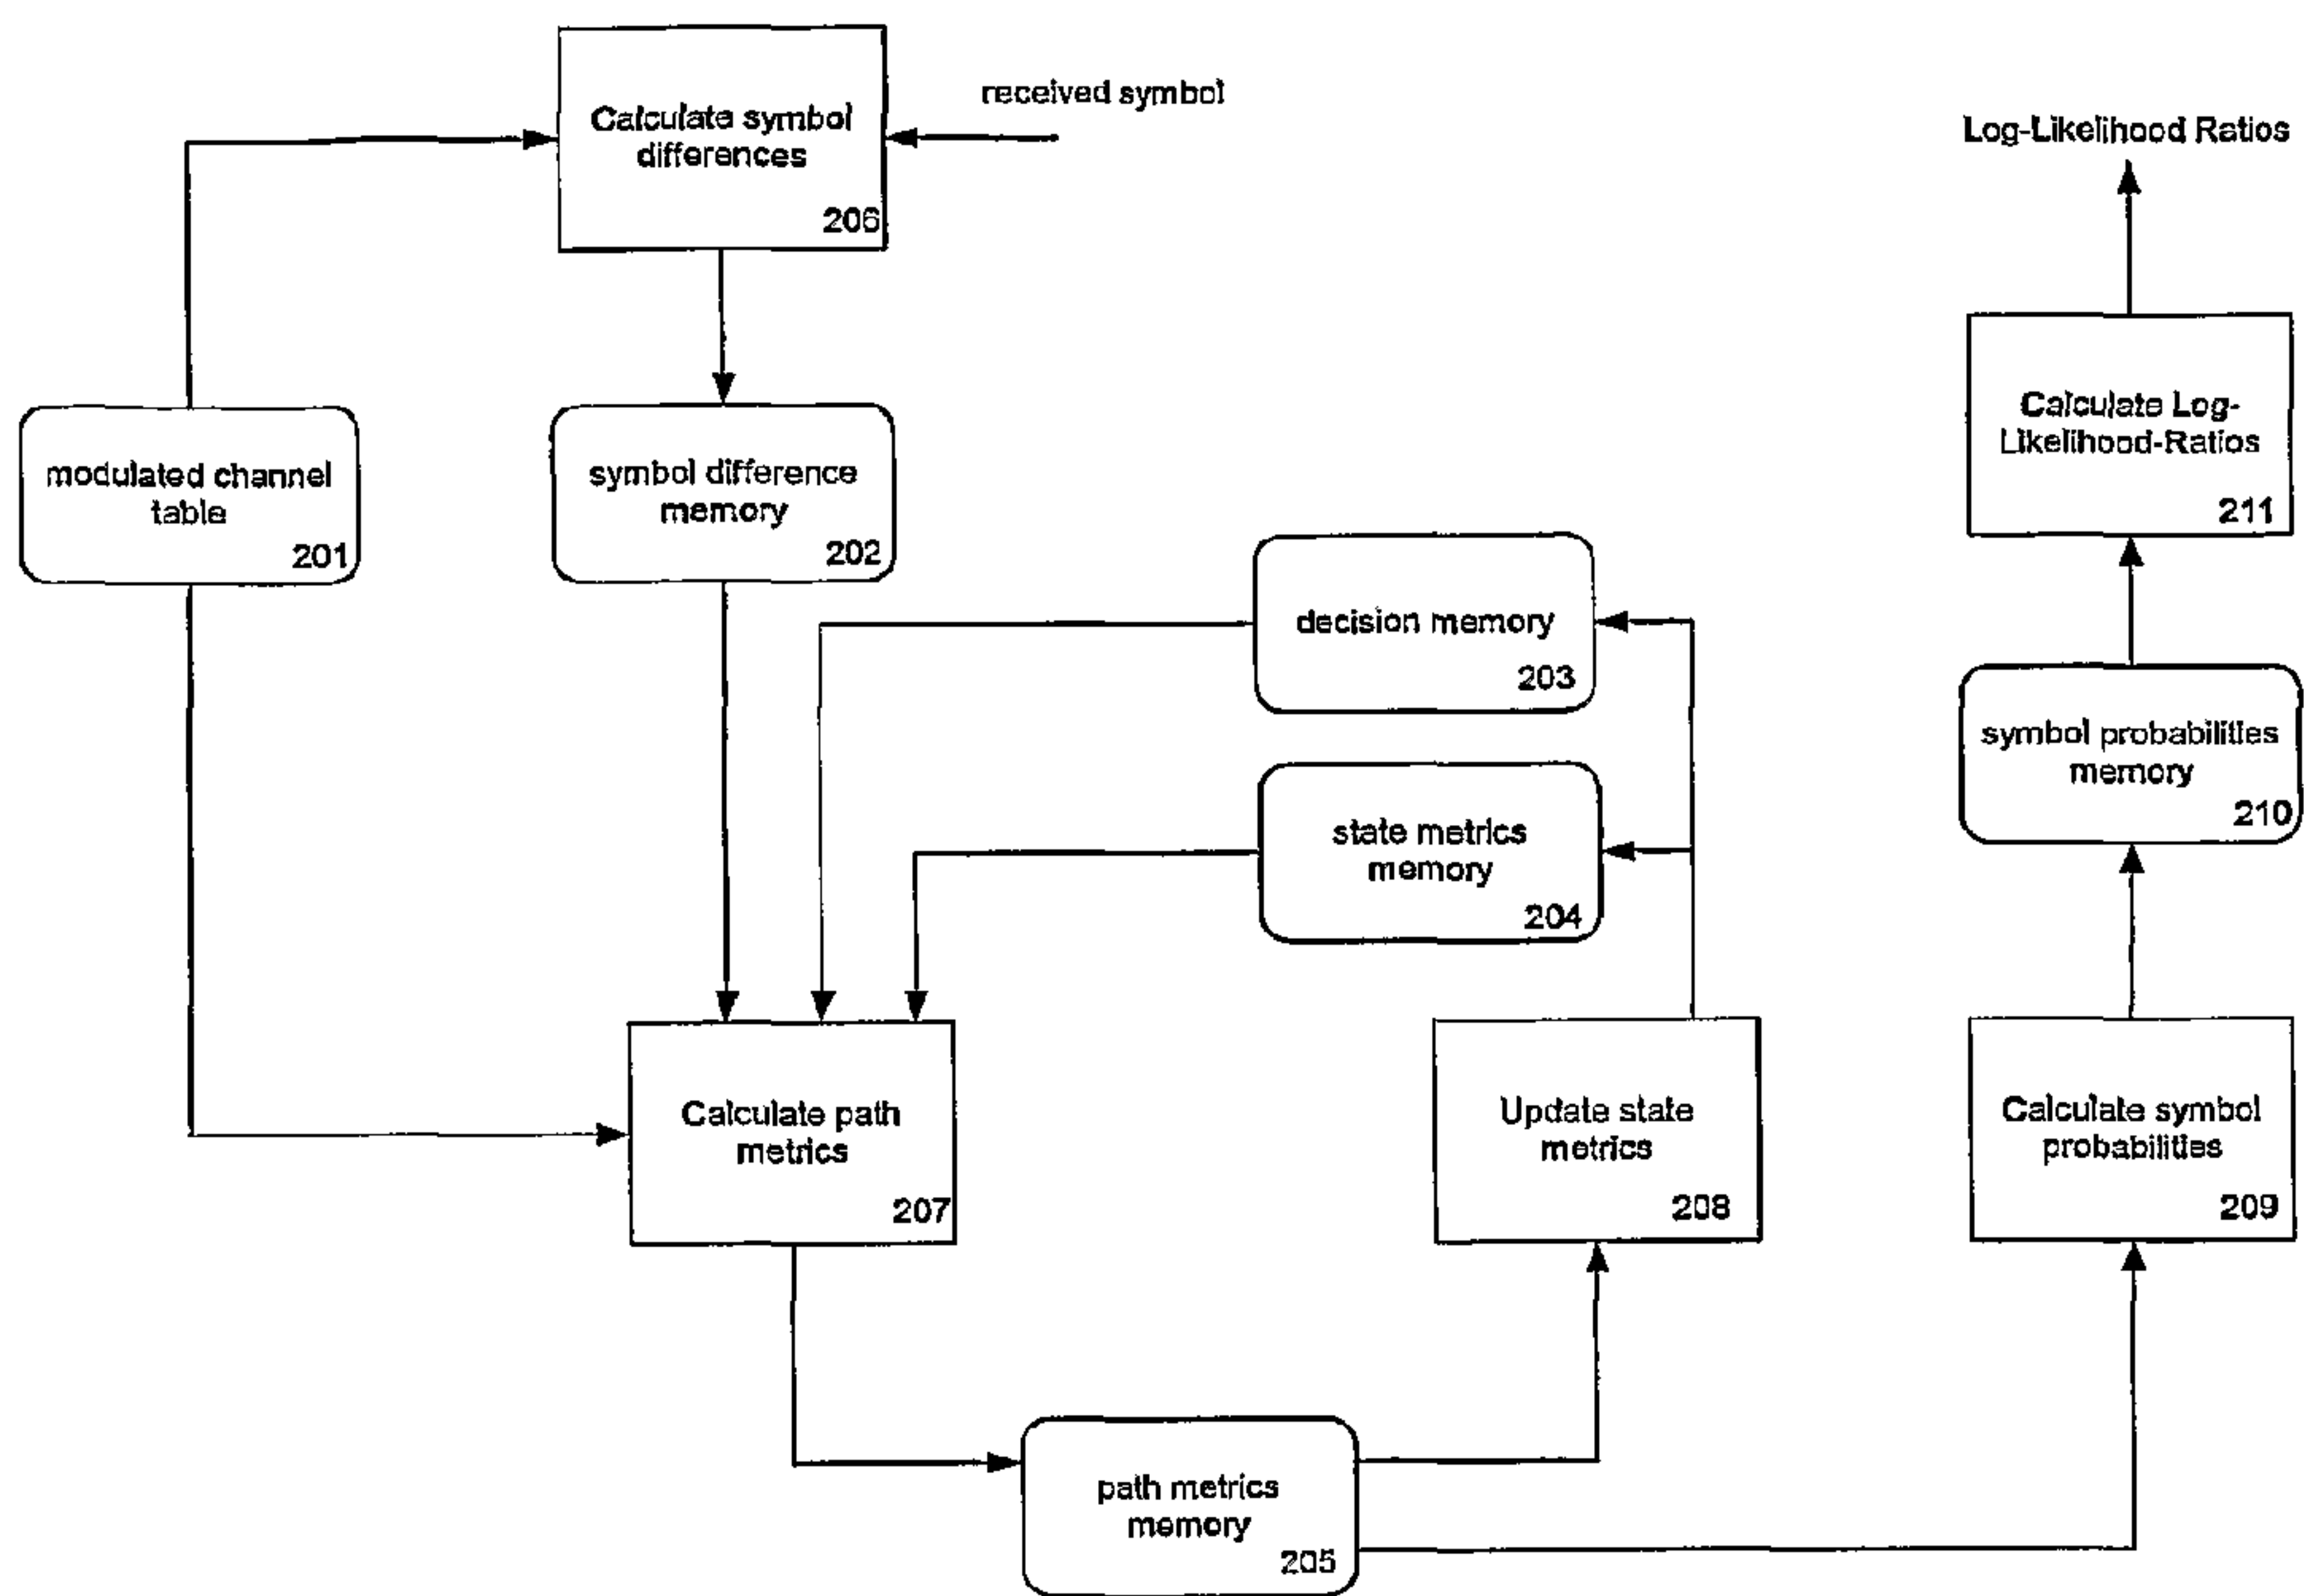 Calculate symbol
differences
206
received symbol
Log-Likelihood Ratios
modulated channel
table
201
symbol difference
memory
202
Calculate Log-
Likelihood-Ratios
211
decision memory
203
state metrics
memory
204
symbol probabilities
memory
210
Calculate path
metrics
207
Update state
metrics
208
Calculate symbol
probabilities
209
path metrics
memory
205